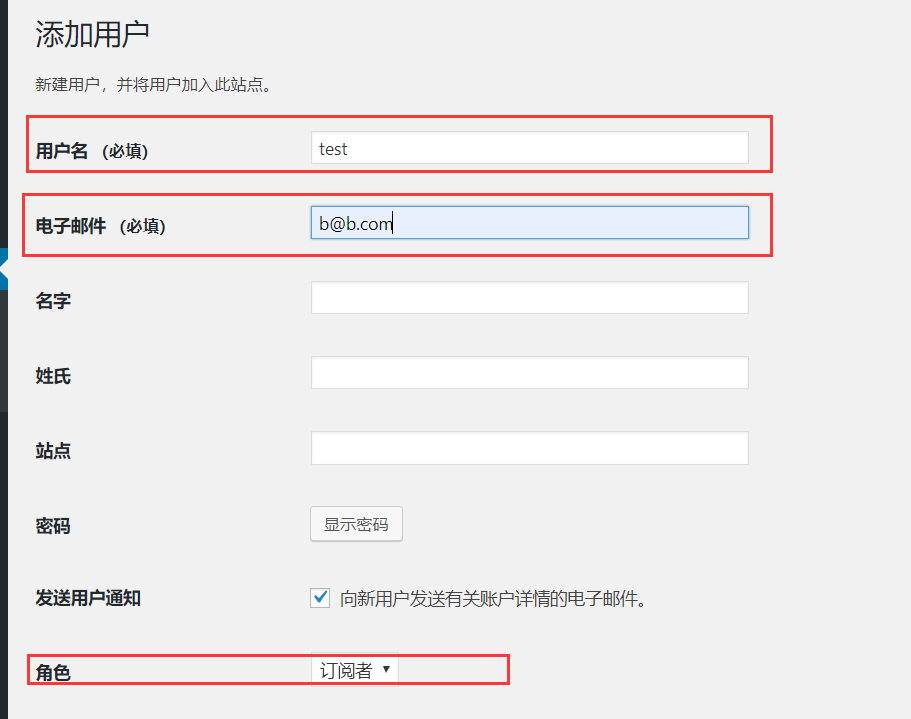 添加用户
新建用户，并将用户加入此站点。
用户名 (必填) test
电子邮件 (必填) b@b.com
名字
姓氏
站点
密码 显示密码
发送用户通知 向新用户发送有关账户详情的电子邮件。
角色 订阅者